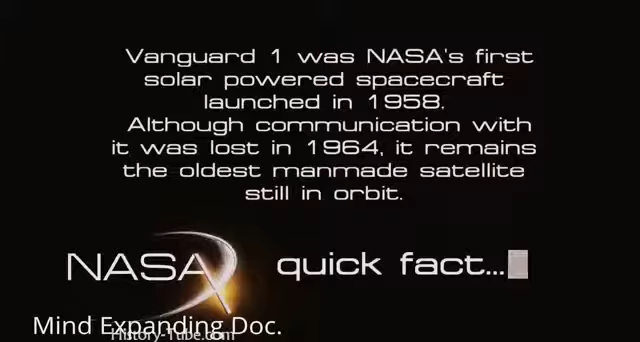 Vanguard 1 was NASA's first
solar powered spacecraft
launched in 1958.
Although communication with
it was lost in 1964, it remains
the oldest manmade satellite
still in orbit.
NASA quick fact...
Mind Expanding Doc.
History-Tube.com